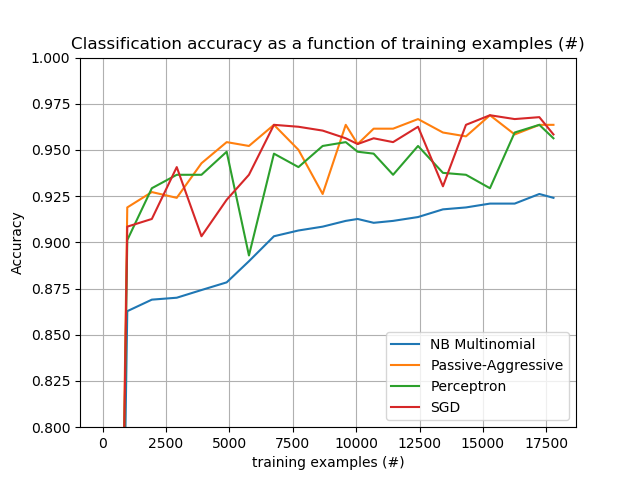 Classification accuracy as a function of training examples (#)
1.000
0.975
0.950
0.925
0.900
0.875
0.850
0.825
0.800
Accuracy
NB Multinomial
Passive-Aggressive
Perceptron
SGD
0 2500 5000 7500 10000 12500 15000 17500
training examples (#)